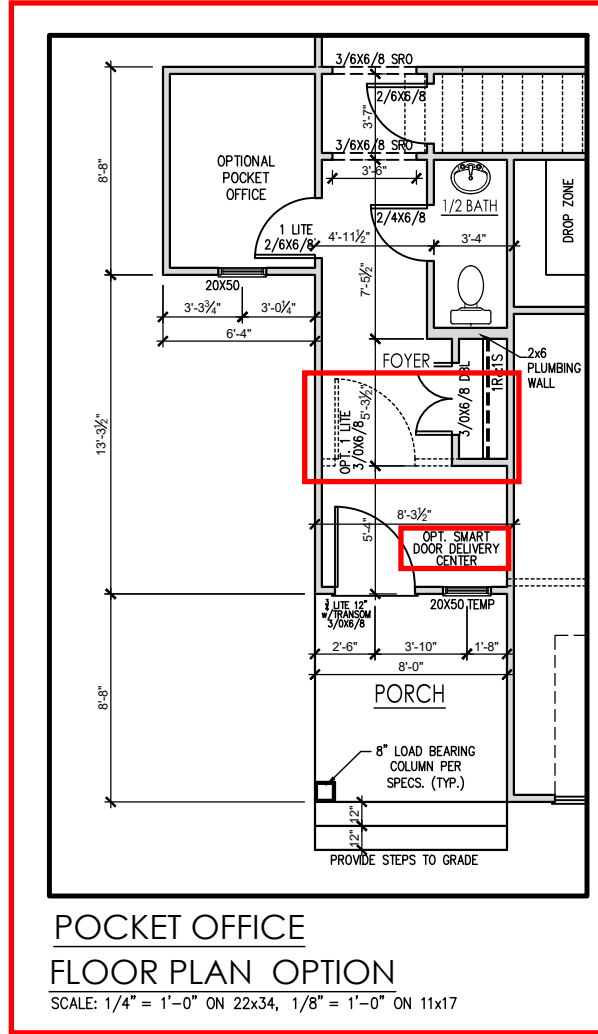 3/6X6/8 SRO
2/6X6/8
3'-7"
3/6X6/8 SRO
3'-6"
8'-8"
OPTIONAL
POCKET
OFFICE
1/2 BATH
DROP ZONE
1 LITE
2/6X6/8
2/4X6/8
4'-11½"
3'-4"
7'-5½"
20X50
3'-3¾"
3'-0¼"
6'-4"
FOYER
2x6
PLUMBING
WALL
3/0X6/8 DBL
1R&1S
5'-3½"
OPT. 1 LITE
3/0X6/8
13'-3½"
8'-3½"
5'-4"
OPT. SMART
DOOR DELIVERY
CENTER
¾ LITE 12"
w/TRANSOM
3/0X6/8
20X50 TEMP
2'-6"
3'-10"
1'-8"
8'-0"
PORCH
8'-8"
8" LOAD BEARING
COLUMN PER
SPECS. (TYP.)
12"
12"
PROVIDE STEPS TO GRADE
POCKET OFFICE
FLOOR PLAN OPTION
SCALE: 1/4" = 1'-0" ON 22x34, 1/8" = 1'-0" ON 11x17